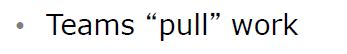 • Teams “pull” work